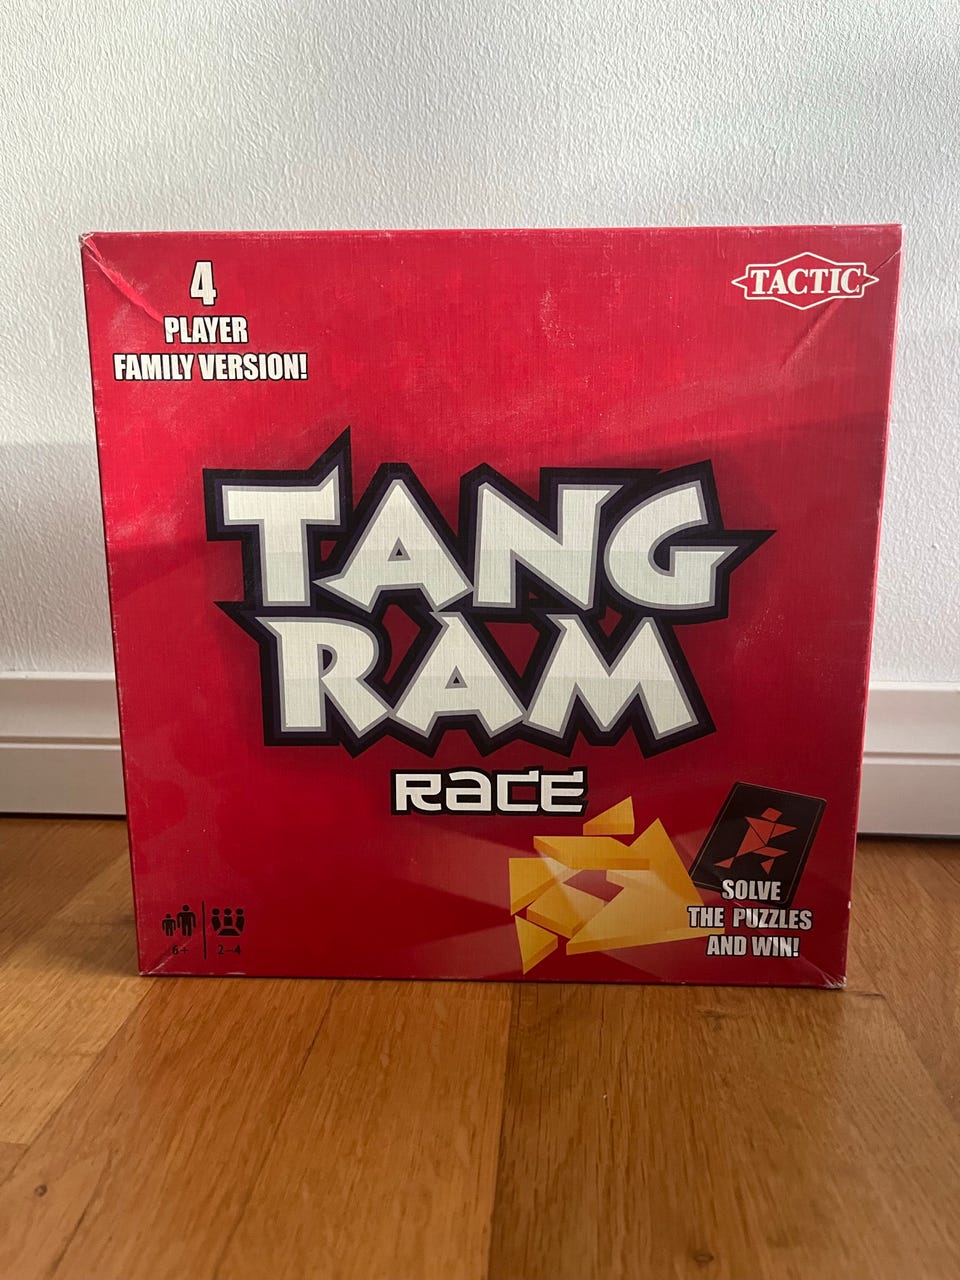 4
PLAYER
FAMILY VERSION!
TACTIC
TANG
RAM
RACE
SOLVE
THE PUZZLES
AND WIN!
6+
2-4